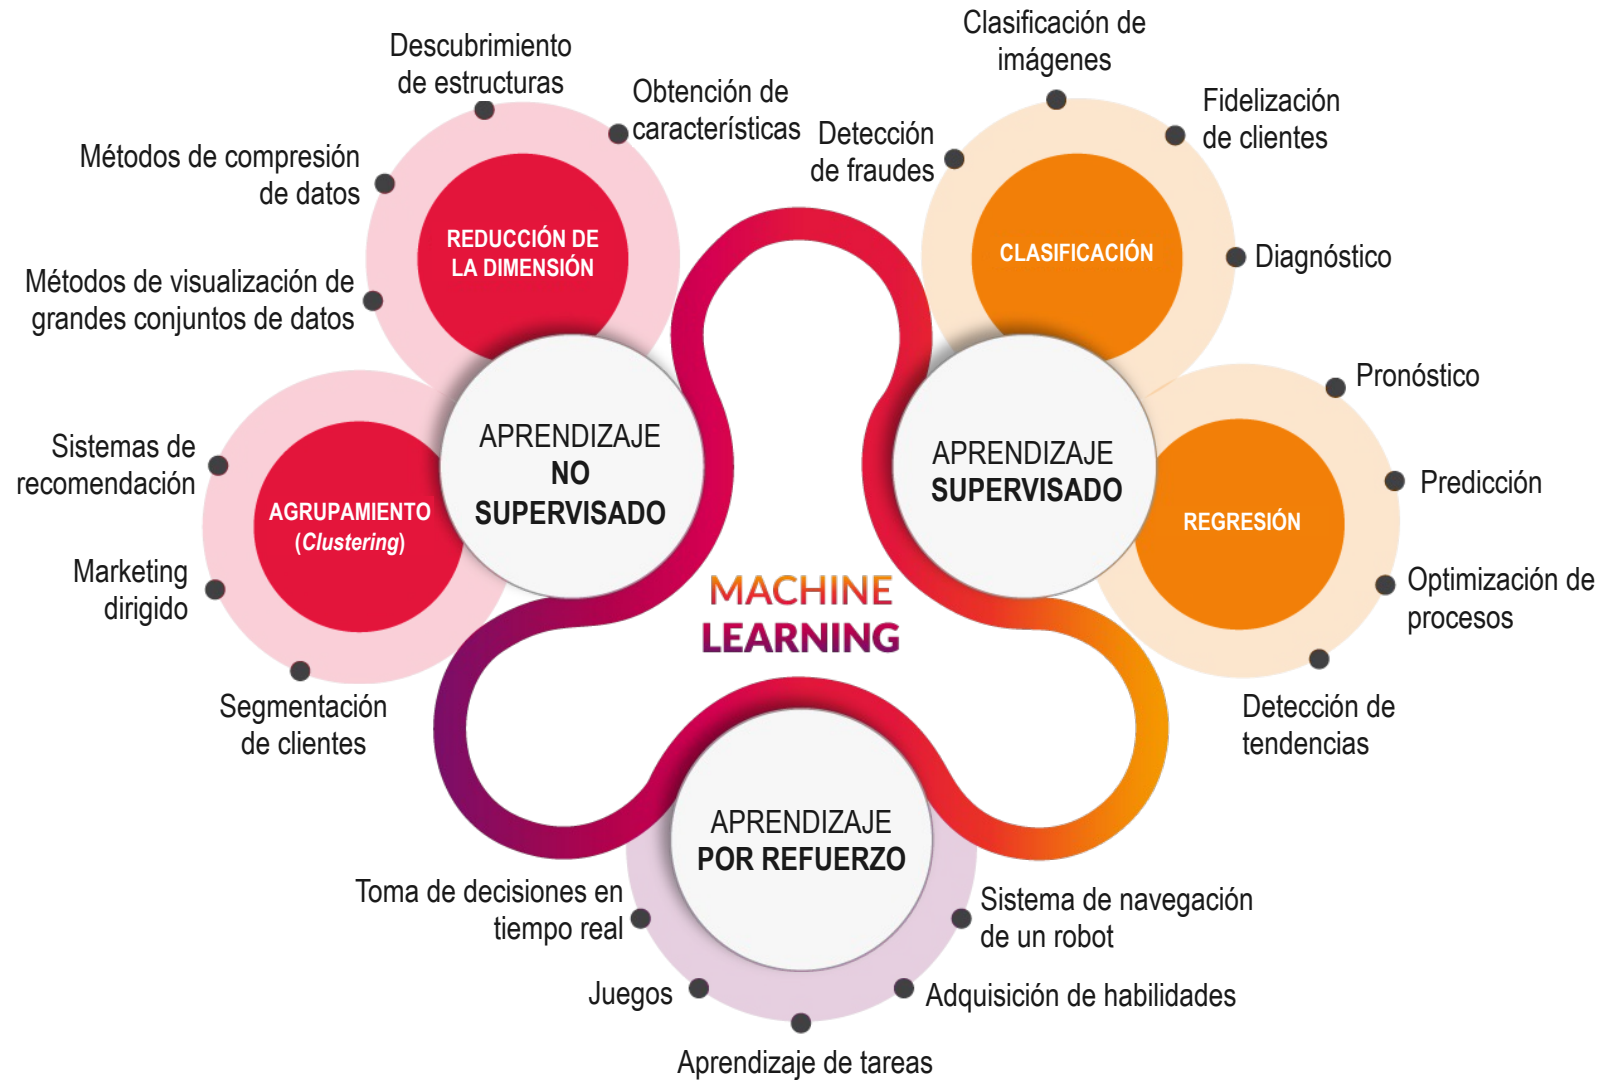 Descubrimiento
de estructuras
Obtención de
características
Métodos de compresión
de datos
Métodos de visualización de
grandes conjuntos de datos
REDUCCIÓN DE
LA DIMENSIÓN
Sistemas de
recomendación
Marketing
dirigido
Segmentación
de clientes
AGRUPAMIENTO
(Clustering)
APRENDIZAJE
NO
SUPERVISADO
Clasificación de
imágenes
Fidelización
de clientes
Detección
de fraudes
Diagnóstico
CLASIFICACIÓN
APRENDIZAJE
SUPERVISADO
Pronóstico
Predicción
Optimización de
procesos
Detección de
tendencias
REGRESIÓN
MACHINE
LEARNING
APRENDIZAJE
POR REFUERZO
Toma de decisiones en
tiempo real
Juegos
Aprendizaje de tareas
Adquisición de habilidades
Sistema de navegación
de un robot